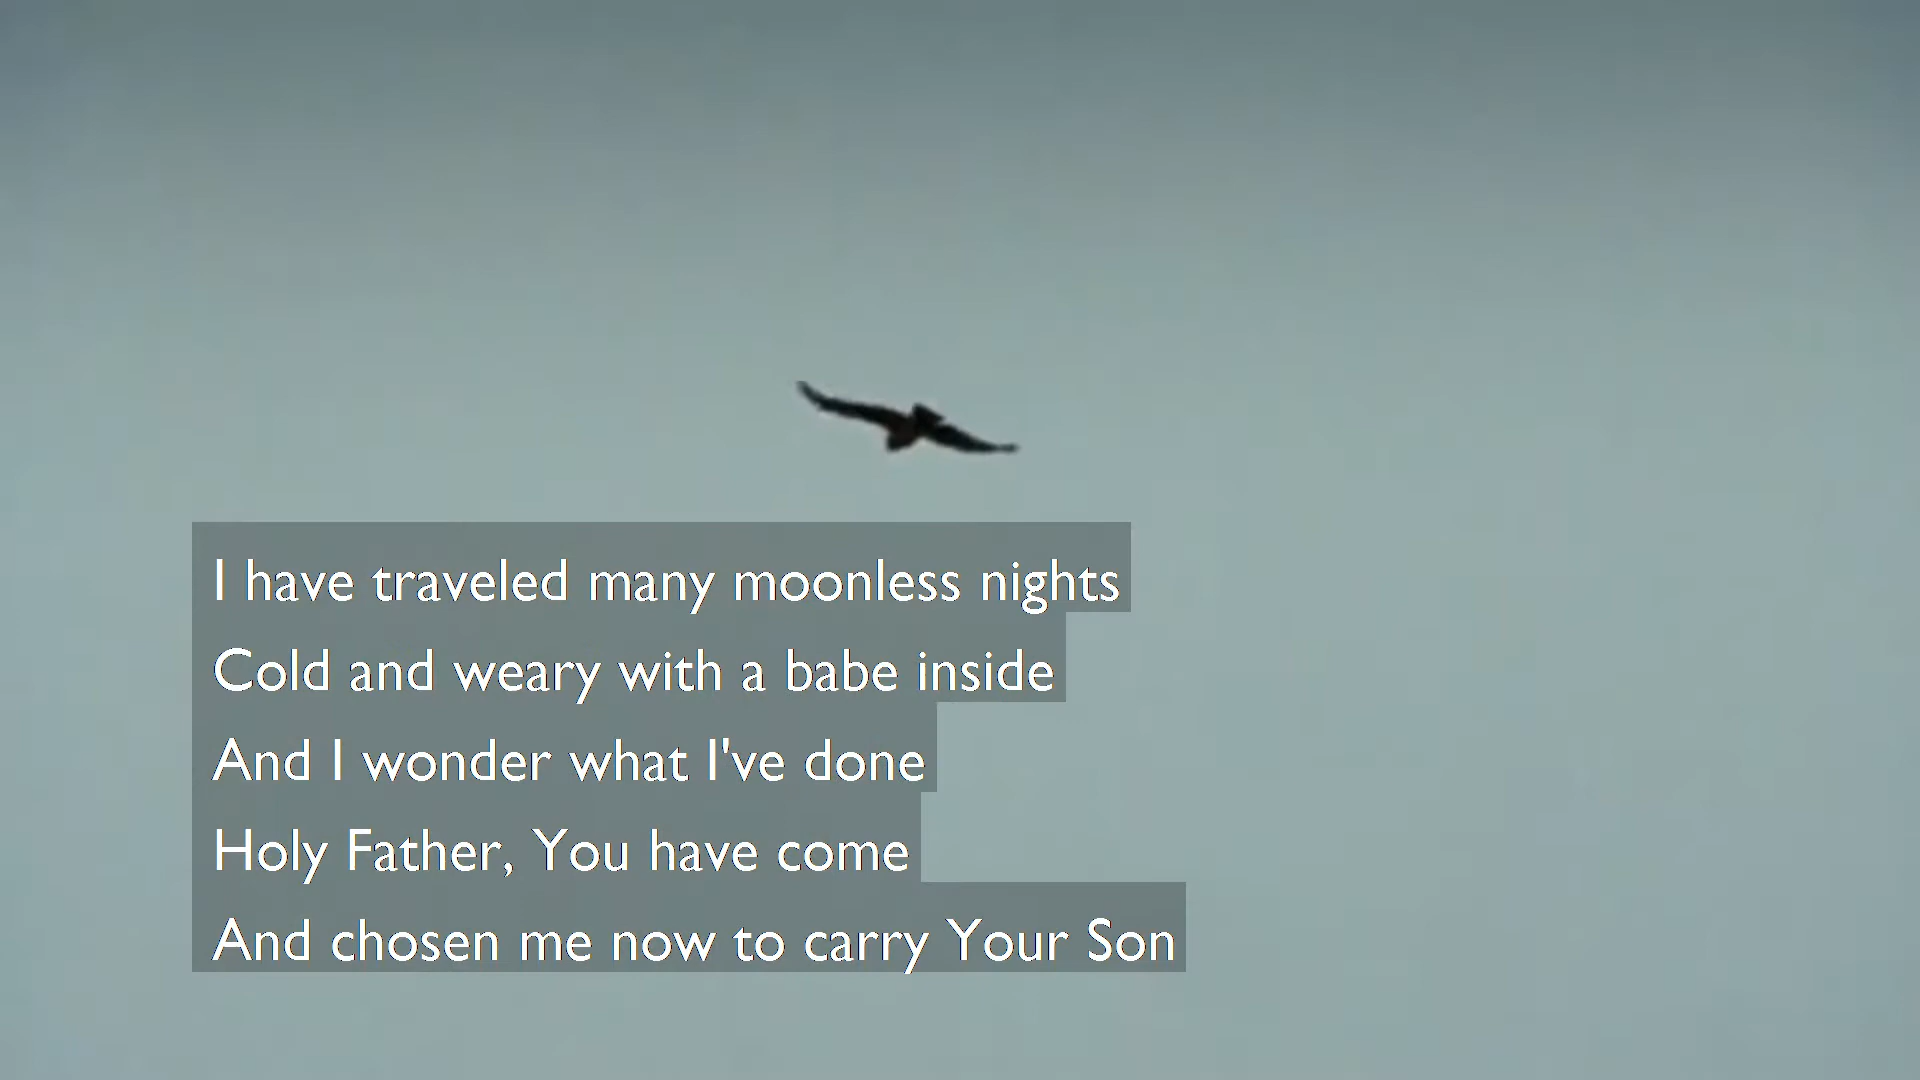 I have traveled many moonless nights
Cold and weary with a babe inside
And I wonder what I've done
Holy Father, You have come
And chosen me now to carry Your Son